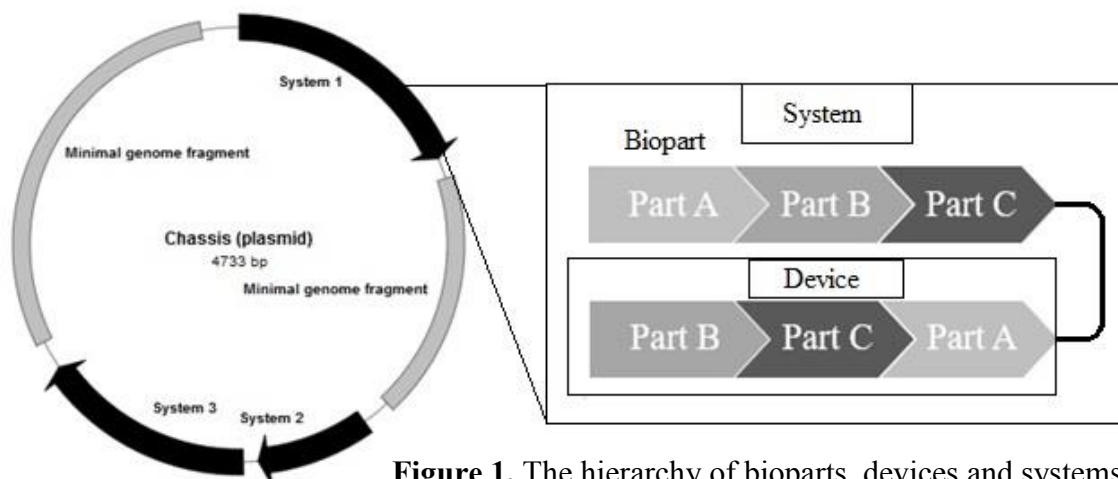 System 1
Minimal genome fragment
Chassis (plasmid)
4733 bp
Minimal genome fragment
System 3
System 2
System
Biopart
Part A
Part B
Part C
Device
Part B
Part C
Part A
Figure 1. The hierarchy of bioparts, devices and systems